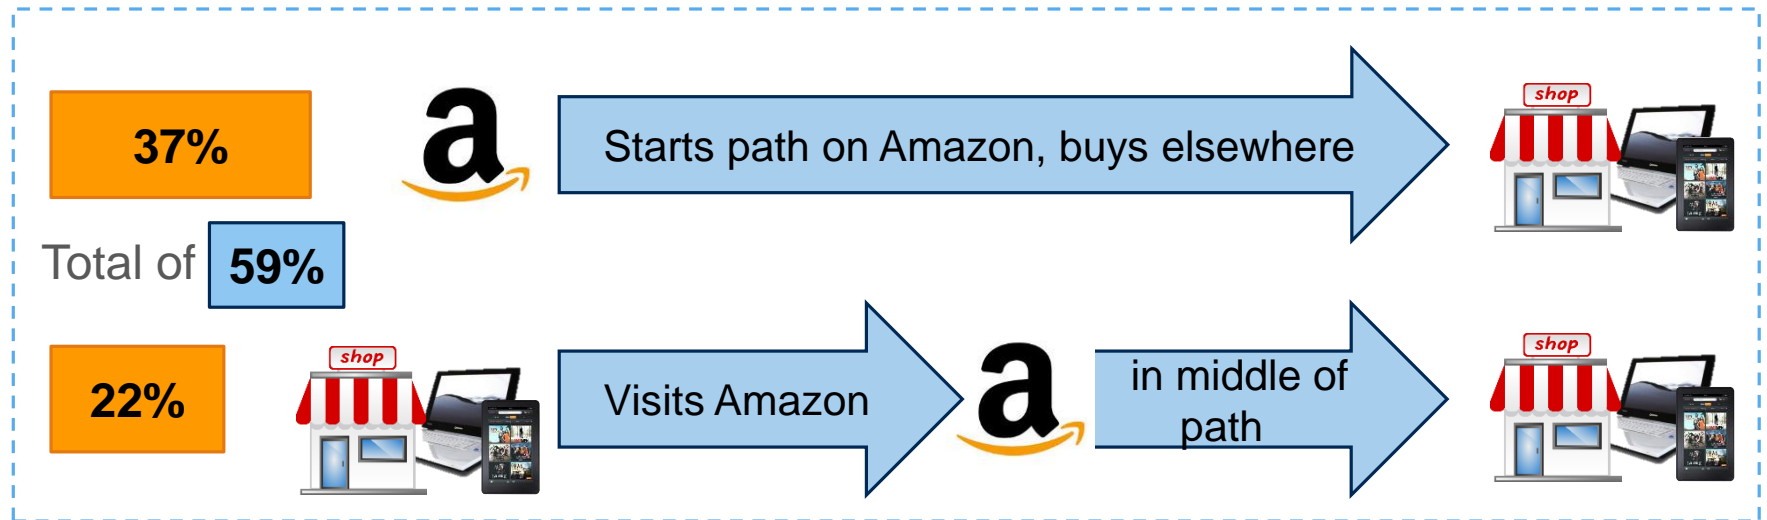 37%
Starts path on Amazon, buys elsewhere
shop
Total of 59%
22%
shop
Visits Amazon
a
in middle of
path
shop